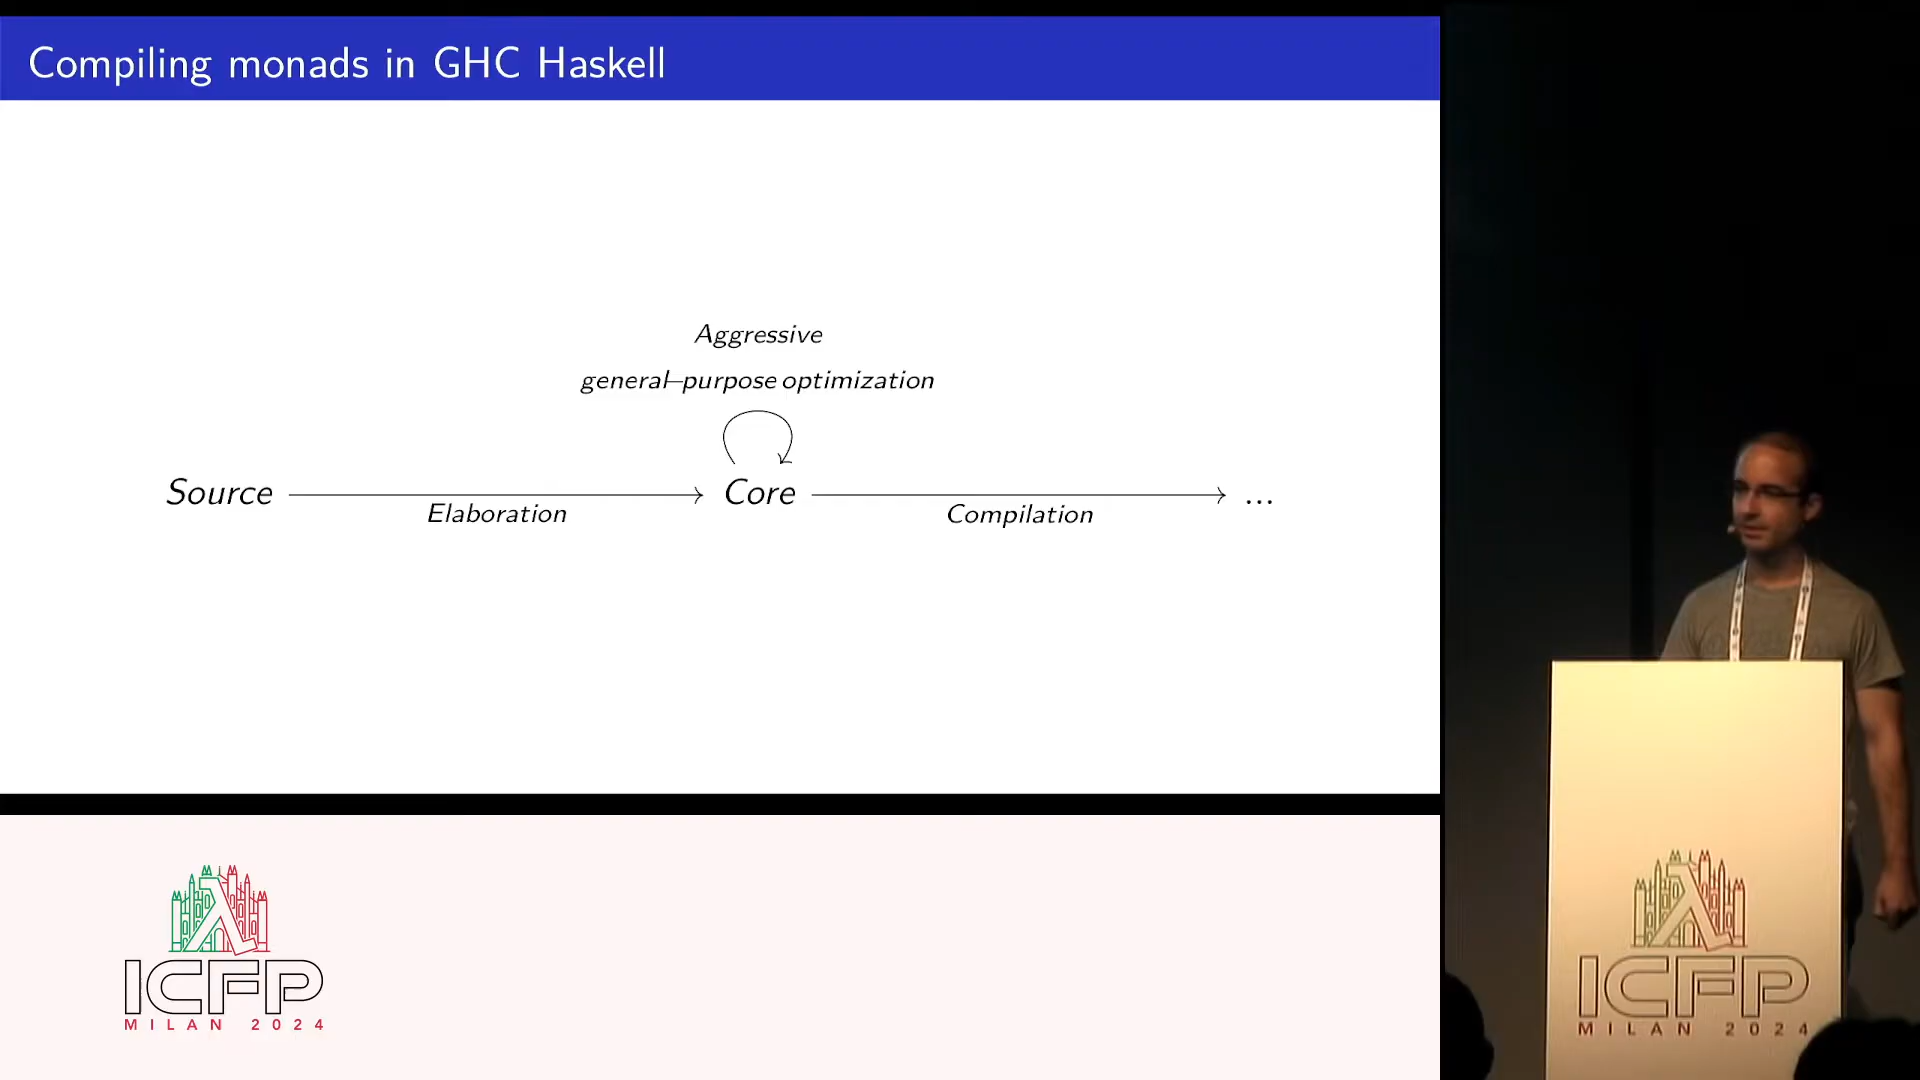 Compiling monads in GHC Haskell
Aggressive
general-purpose optimization
Source
Elaboration
Core
Compilation
...
ICFP
MILAN 2024
ICFP
MILAN 2024